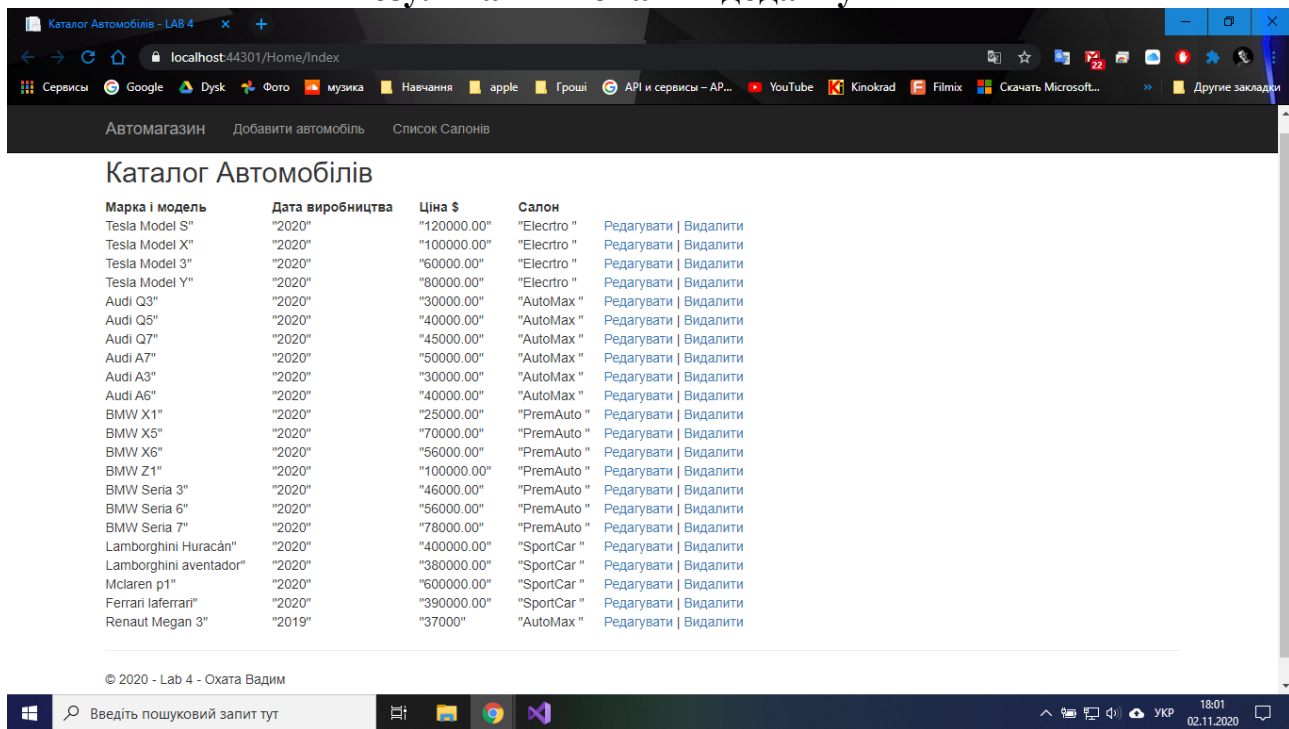 Каталог Автомобілів - LAB 4
localhost:44301/Home/Index
22
Сервисы Google Dysk Фото музика Навчання apple Гроші API и сервисы – AP... YouTube Kinokrad Filmix Скачать Microsoft... » Другие закладки
Автомагазин Добавити автомобіль Список Салонів
Каталог Автомобілів
Марка і модель Дата виробництва Ціна $ Салон
Tesla Model S" "2020" "120000.00" "Elecrtro " Редагувати | Видалити
Tesla Model X" "2020" "100000.00" "Elecrtro " Редагувати | Видалити
Tesla Model 3" "2020" "60000.00" "Elecrtro " Редагувати | Видалити
Tesla Model Y" "2020" "80000.00" "Elecrtro " Редагувати | Видалити
Audi Q3" "2020" "30000.00" "AutoMax " Редагувати | Видалити
Audi Q5" "2020" "40000.00" "AutoMax " Редагувати | Видалити
Audi Q7" "2020" "45000.00" "AutoMax " Редагувати | Видалити
Audi A7" "2020" "50000.00" "AutoMax " Редагувати | Видалити
Audi A3" "2020" "30000.00" "AutoMax " Редагувати | Видалити
Audi A6" "2020" "40000.00" "AutoMax " Редагувати | Видалити
BMW X1" "2020" "25000.00" "PremAuto " Редагувати | Видалити
BMW X5" "2020" "70000.00" "PremAuto " Редагувати | Видалити
BMW X6" "2020" "56000.00" "PremAuto " Редагувати | Видалити
BMW Z1" "2020" "100000.00" "PremAuto " Редагувати | Видалити
BMW Seria 3" "2020" "46000.00" "PremAuto " Редагувати | Видалити
BMW Seria 6" "2020" "56000.00" "PremAuto " Редагувати | Видалити
BMW Seria 7" "2020" "78000.00" "PremAuto " Редагувати | Видалити
Lamborghini Huracán" "2020" "400000.00" "SportCar " Редагувати | Видалити
Lamborghini aventador" "2020" "380000.00" "SportCar " Редагувати | Видалити
Mclaren p1" "2020" "600000.00" "SportCar " Редагувати | Видалити
Ferrari laferrari" "2020" "390000.00" "SportCar " Редагувати | Видалити
Renaut Megan 3" "2019" "37000" "AutoMax " Редагувати | Видалити
© 2020 - Lab 4 - Охата Вадим
Введіть пошуковий запит тут
УКР
18:01
02.11.2020